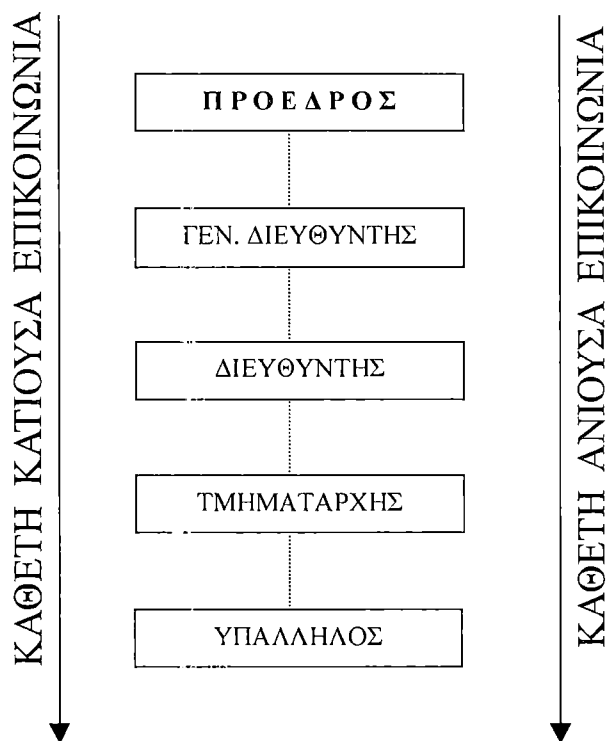 ΚΑΘΕΤΗ ΚΑΤΙΟΥΣΑ ΕΠΙΚΟΙΝΩΝΙΑ
ΠΡΟΕΔΡΟΣ
ΓΕΝ. ΔΙΕΥΘΥΝΤΗΣ
ΔΙΕΥΘΥΝΤΗΣ
ΤΜΗΜΑΤΑΡΧΗΣ
ΥΠΑΛΛΗΛΟΣ
ΚΑΘΕΤΗ ΑΝΙΟΥΣΑ ΕΠΙΚΟΙΝΩΝΙΑ